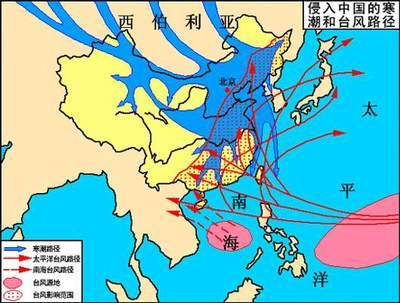 西伯利亚
侵入中国的寒
潮和台风路径
北京
太
平
洋
南
海
寒潮路径
太平洋台风路径
南海台风路径
台风源地
台风影响范围